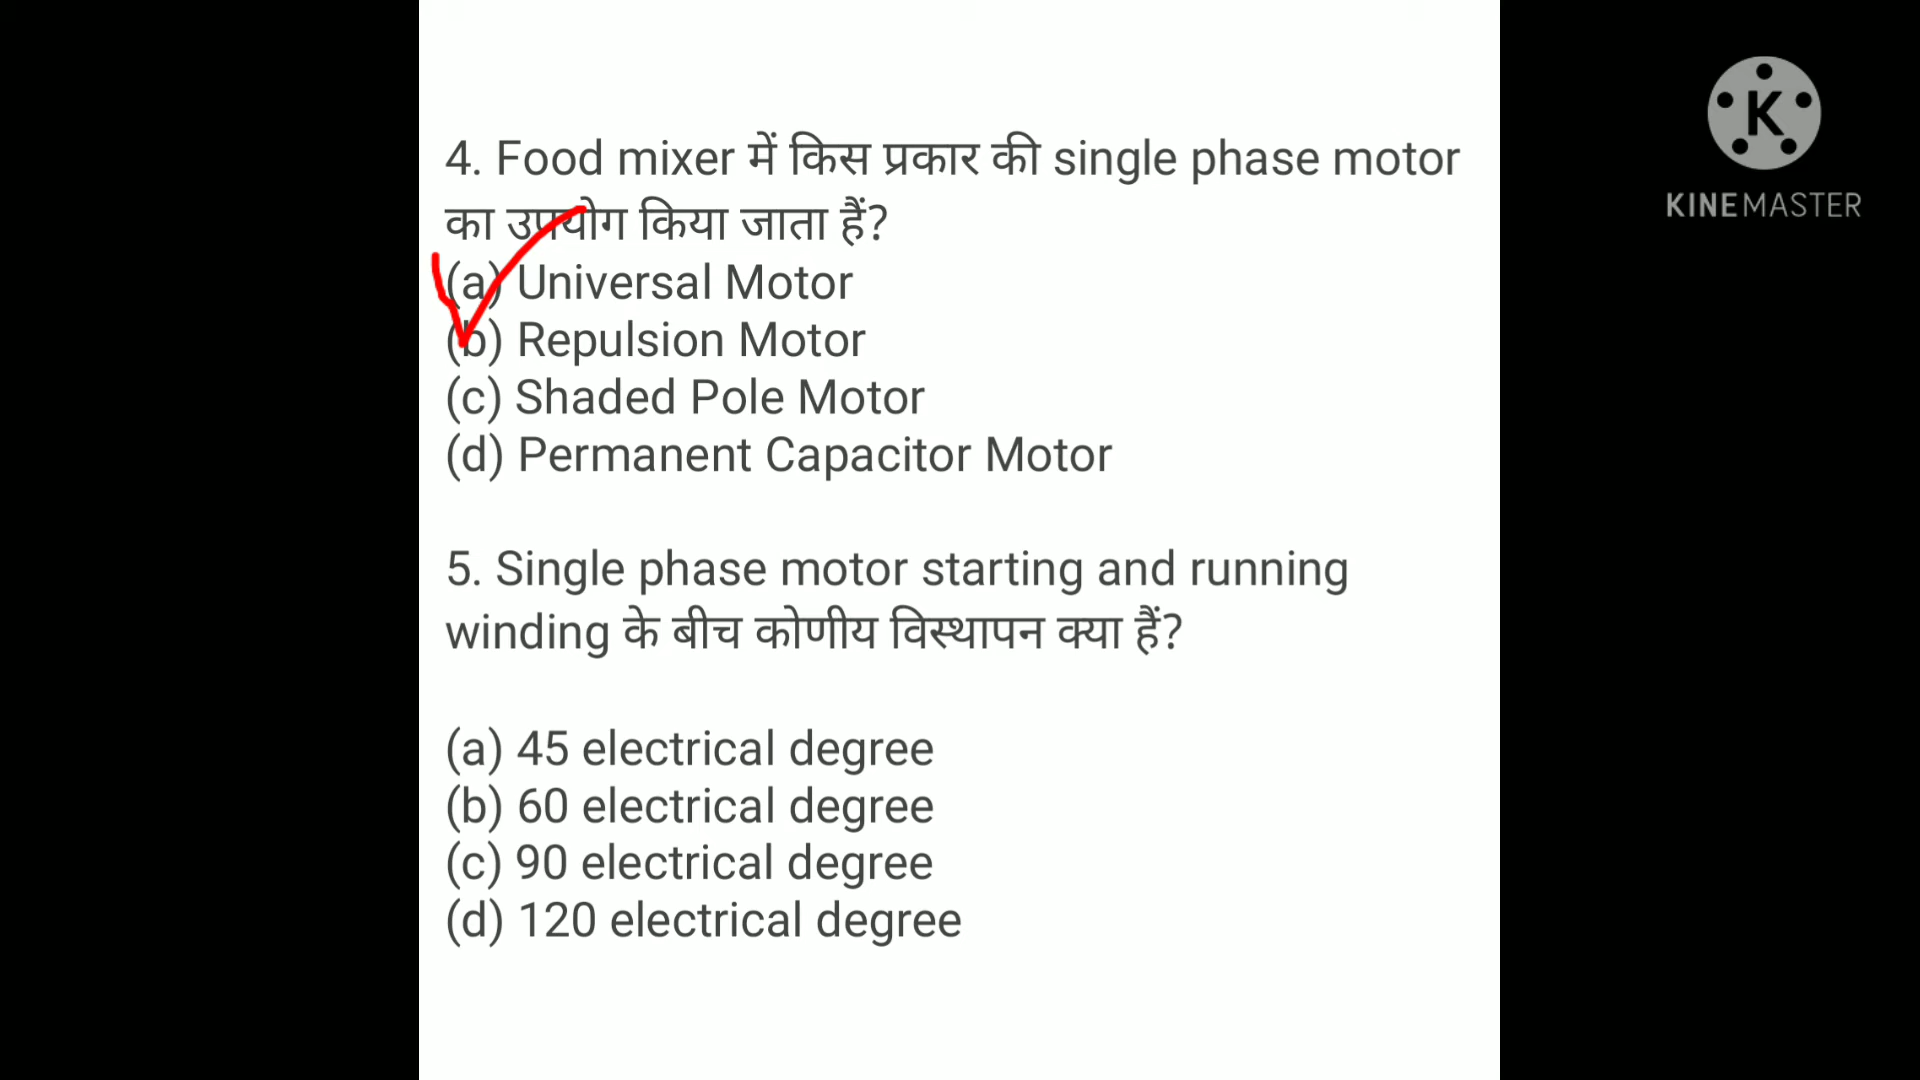 4. Food mixer में किस प्रकार की single phase motor
का उपयोग किया जाता हैं?
(a) Universal Motor
(b) Repulsion Motor
(c) Shaded Pole Motor
(d) Permanent Capacitor Motor
5. Single phase motor starting and running
winding के बीच कोणीय विस्थापन क्या हैं?
(a) 45 electrical degree
(b) 60 electrical degree
(c) 90 electrical degree
(d) 120 electrical degree
K
KINEMASTER